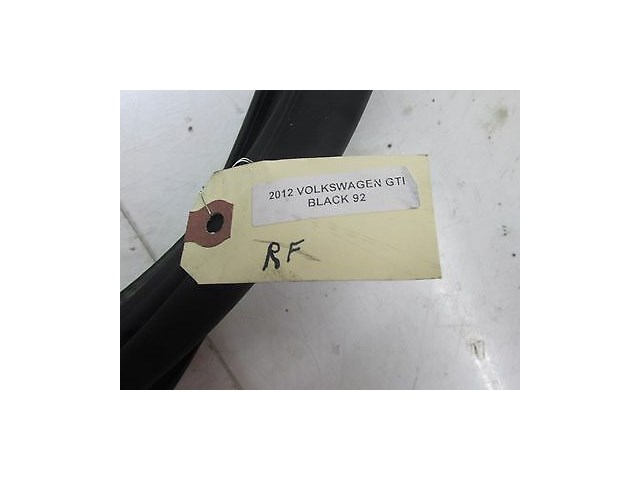 2012 VOLKSWAGEN GTI
BLACK 92
RF